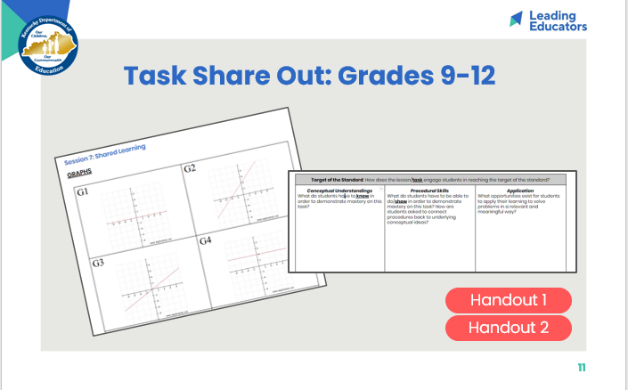 Kentucky Department of
Our Children,
Our Commonwealth
Education
Leading
Educators
Task Share Out: Grades 9-12
Session 7: Shared Learning
GRAPHS
G1
G2
G3
G4
Target of the Standard: How does the lesson/task engage students in reaching the target of the standard?
Conceptual Understandings
What do students have to know in
order to demonstrate mastery on this
task?
Procedural Skills
What do students have to be able to
do/show in order to demonstrate
mastery on this task? How are
students asked to connect
procedures back to underlying
conceptual ideas?
Application
What opportunities exist for students
to apply their learning to solve
problems in a relevant and
meaningful way?
Handout 1
Handout 2
11